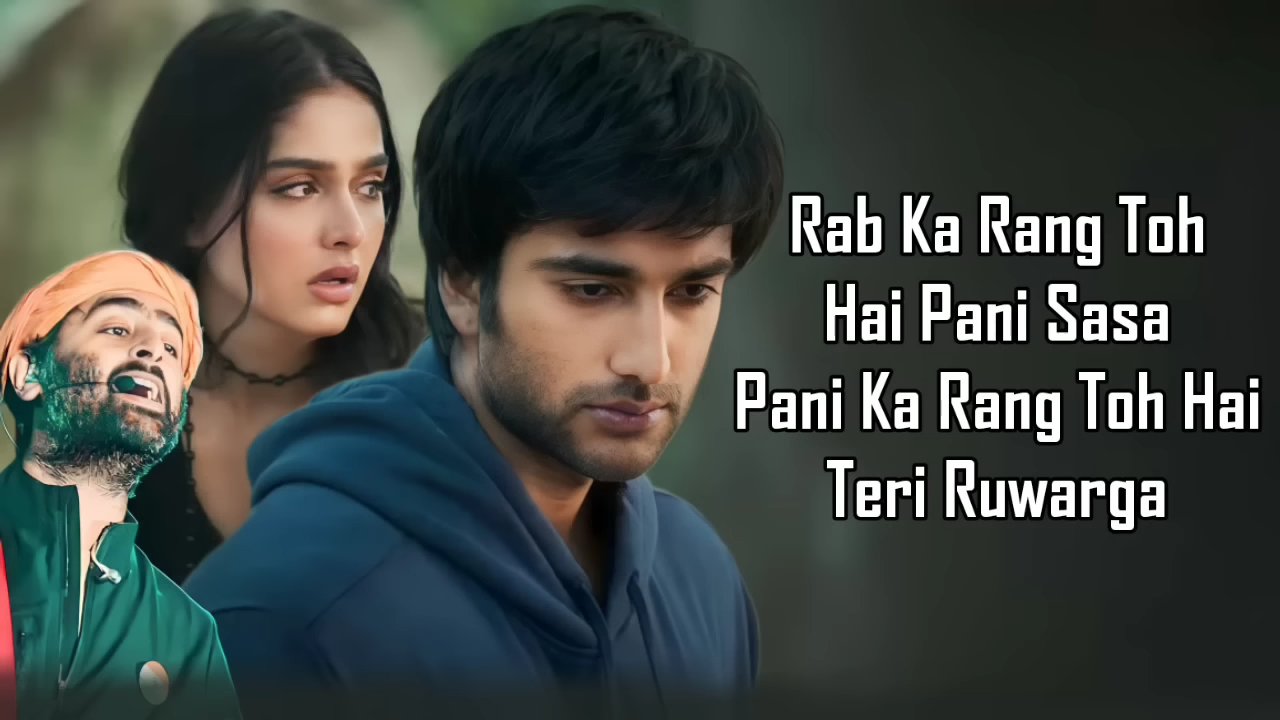 Rab Ka Rang Toh
Hai Pani Sasa
Pani Ka Rang Toh Hai
Teri Ruwarga